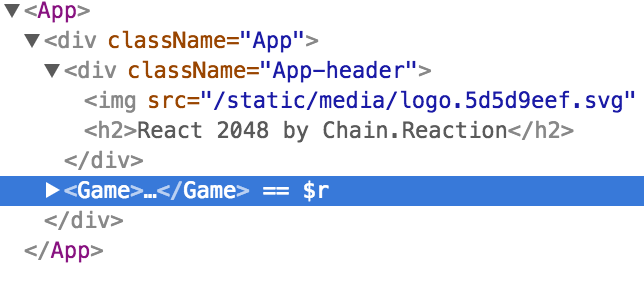 ▼<App>
▼<div className="App">
▼<div className="App-header">
<img src="/static/media/logo.5d5d9eef.svg"
<h2>React 2048 by Chain.Reaction</h2>
</div>
▶<Game>…</Game> == $r
</div>
</App>